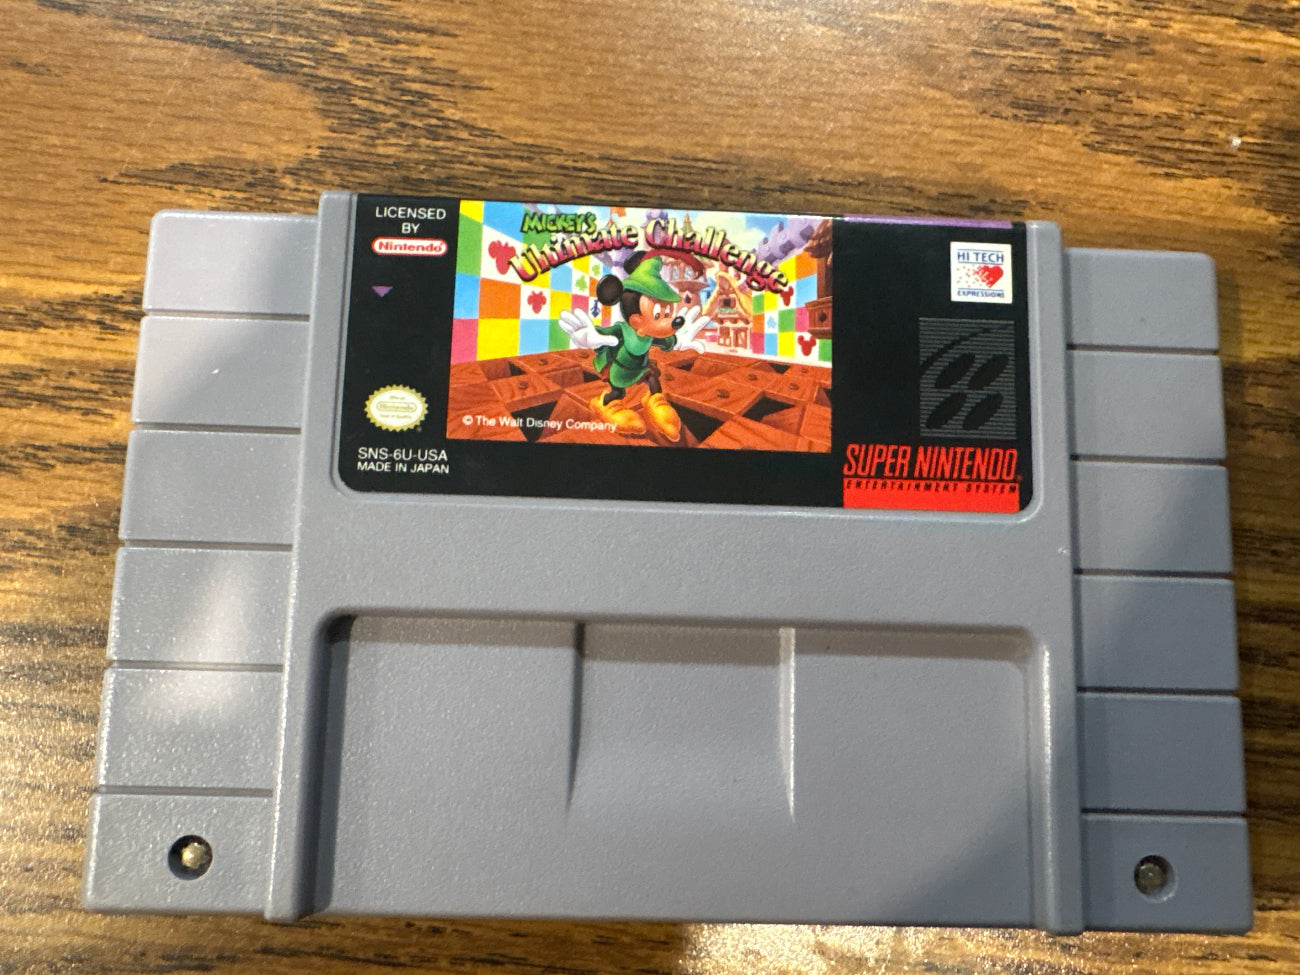 LICENSED
BY
Nintendo
MICKEY'S
Ultimate Challenge
HI TECH
EXPRESSIONS
© The Walt Disney Company
Nintendo
SNS-6U-USA
MADE IN JAPAN
SUPER NINTENDO
ENTERTAINMENT SYSTEM